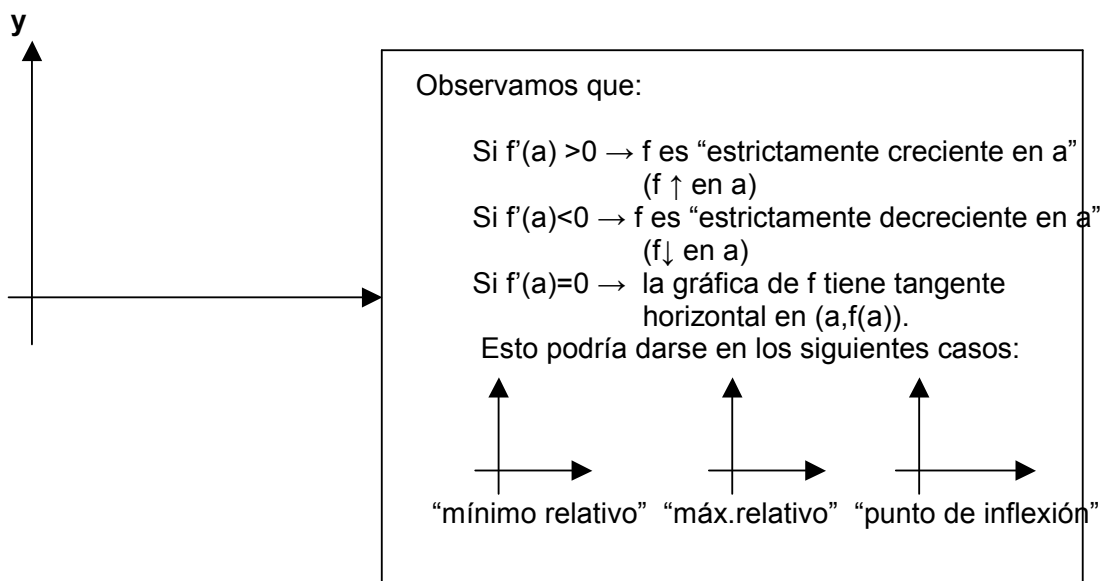 y
Observamos que:
Si f’(a) >0 → f es “estrictamente creciente en a”
(f ↑ en a)
Si f’(a)<0 → f es “estrictamente decreciente en a”
(f↓ en a)
Si f’(a)=0 → la gráfica de f tiene tangente
horizontal en (a,f(a)).
Esto podría darse en los siguientes casos:
“mínimo relativo” “máx.relativo” “punto de inflexión”